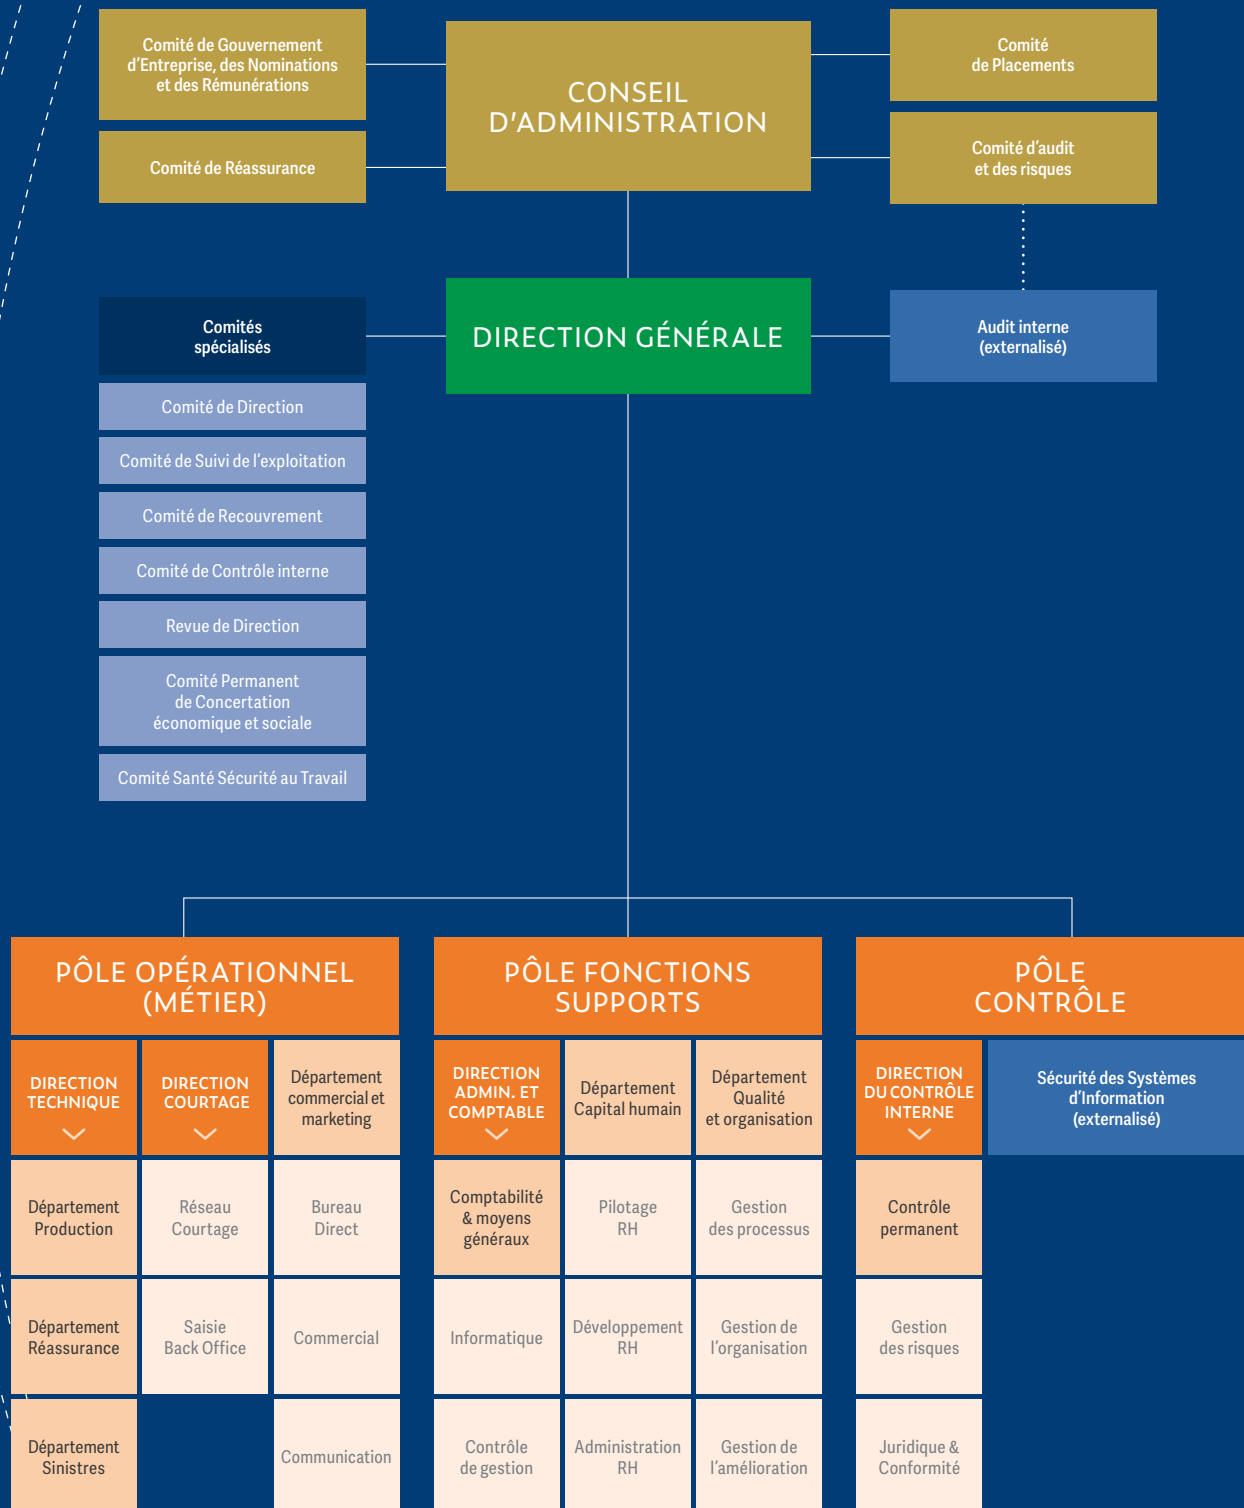 Comité de Gouvernement
d'Entreprise, des Nominations
et des Rémunérations
Comité de Réassurance
CONSEIL
D'ADMINISTRATION
Comité
de Placements
Comité d'audit
et des risques
Comités
spécialisés
DIRECTION GÉNÉRALE
Audit interne
(externalisé)
Comité de Direction
Comité de Suivi de l'exploitation
Comité de Recouvrement
Comité de Contrôle interne
Revue de Direction
Comité Permanent
de Concertation
économique et sociale
Comité Santé Sécurité au Travail
PÔLE OPÉRATIONNEL
(MÉTIER)
DIRECTION
TECHNIQUE
Département
Production
Département
Réassurance
Département
Sinistres
DIRECTION
COURTAGE
Réseau
Courtage
Saisie
Back Office
Département
commercial et
marketing
Bureau
Direct
Commercial
Communication
PÔLE FONCTIONS
SUPPORTS
DIRECTION
ADMIN. ET
COMPTABLE
Comptabilité
& moyens
généraux
Informatique
Contrôle
de gestion
Département
Capital humain
Pilotage
RH
Développement
RH
Administration
RH
Département
Qualité
et organisation
Gestion
des processus
Gestion de
l'organisation
Gestion de
l'amélioration
PÔLE
CONTRÔLE
DIRECTION
DU CONTRÔLE
INTERNE
Contrôle
permanent
Gestion
des risques
Juridique &
Conformité
Sécurité des Systèmes
d'Information
(externalisé)